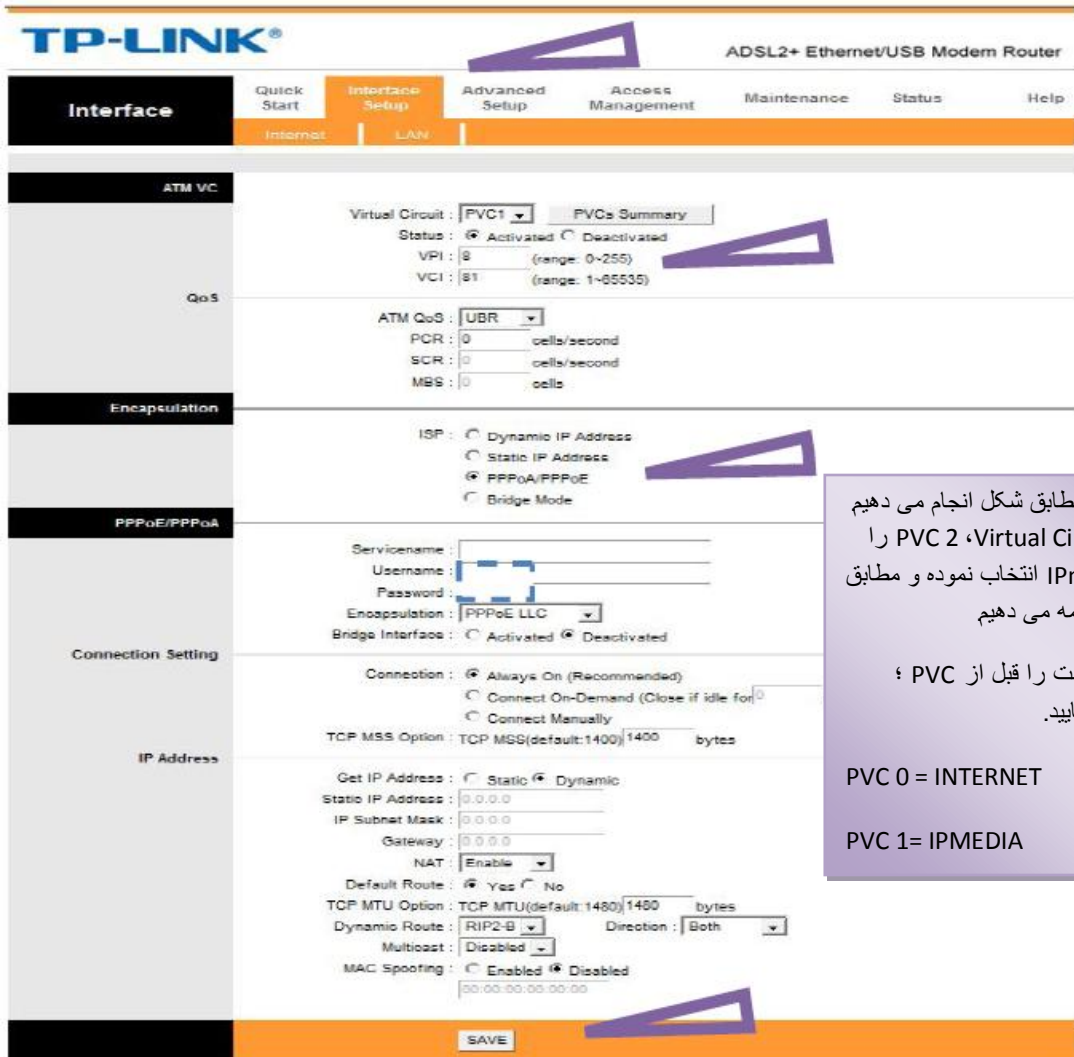 TP-LINK®
ADSL2+ Ethernet/USB Modem Router
Interface
Quick Start
Interface Setup
Advanced Setup
Access Management
Maintenance
Status
Help
Internet
LAN
ATM VC
Virtual Circuit : PVC1 PVCs Summary
Status : Activated Deactivated
VPI : 8 (range: 0~255)
VCI : 81 (range: 1~65535)
QoS
ATM QoS : UBR
PCR : 0 cells/second
SCR : 0 cells/second
MBS : 0 cells
Encapsulation
ISP : Dynamic IP Address
Static IP Address
PPPoA/PPPoE
Bridge Mode
PPPoE/PPPoA
Servicename :
Username :
Password :
Encapsulation : PPPoE LLC
Bridge Interface : Activated Deactivated
Connection Setting
Connection : Always On (Recommended)
Connect On-Demand (Close if idle for 0
Connect Manually
TCP MSS Option : TCP MSS(default:1400) 1400 bytes
IP Address
Get IP Address : Static Dynamic
Static IP Address : 0.0.0.0
IP Subnet Mask : 0.0.0.0
Gateway : 0.0.0.0
NAT : Enable
Default Route : Yes No
TCP MTU Option : TCP MTU(default:1480) 1480 bytes
Dynamic Route : RIP2-B Direction : Both
Multicast : Disabled
MAC Spoofing : Enabled Disabled
00:00:00:00:00:00
SAVE
طابق شکل انجام می دهیم
Virtual Ci، PVC 2 را
انتخاب نموده و مطابق
می دهیم
را قبل از PVC ؛
PVC 0 = INTERNET
PVC 1= IPMEDIA